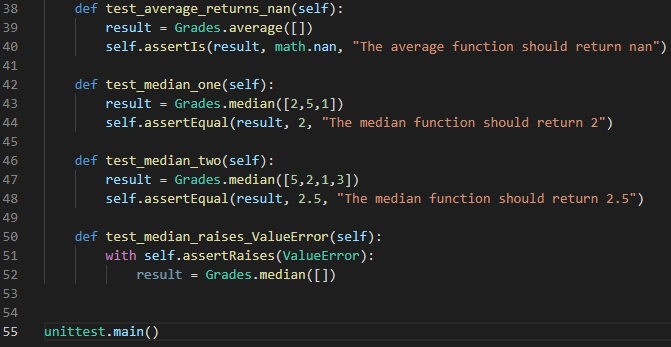 38 def test_average_returns_nan(self):
39 result = Grades.average([])
40 self.assertIs(result, math.nan, "The average function should return nan")
41
42 def test_median_one(self):
43 result = Grades.median([2,5,1])
44 self.assertEqual(result, 2, "The median function should return 2")
45
46 def test_median_two(self):
47 result = Grades.median([5,2,1,3])
48 self.assertEqual(result, 2.5, "The median function should return 2.5")
49
50 def test_median_raises_ValueError(self):
51 with self.assertRaises(ValueError):
52 result = Grades.median([])
53
54
55 unittest.main()